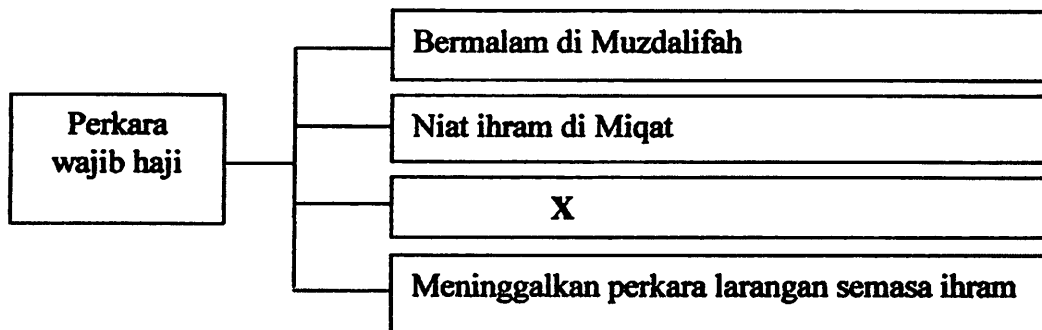 Perkara
wajib haji
Bermalam di Muzdalifah
Niat ihram di Miqat
X
Meninggalkan perkara larangan semasa ihram